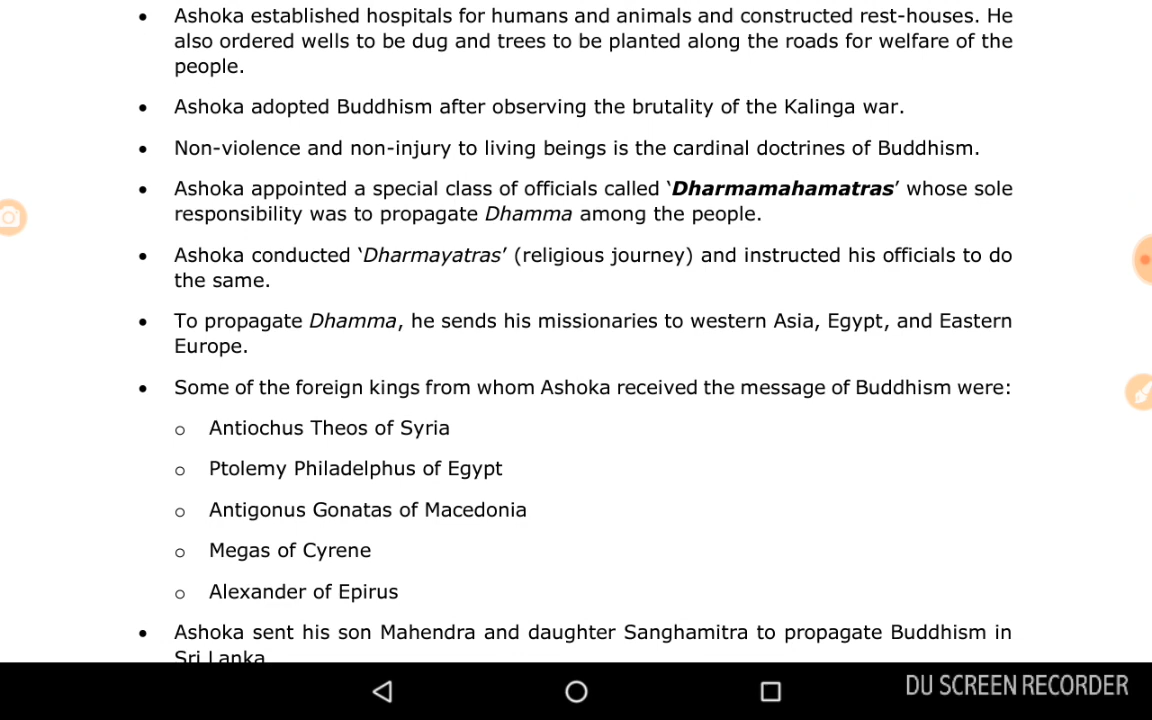 • Ashoka established hospitals for humans and animals and constructed rest-houses. He
also ordered wells to be dug and trees to be planted along the roads for welfare of the
people.
• Ashoka adopted Buddhism after observing the brutality of the Kalinga war.
• Non-violence and non-injury to living beings is the cardinal doctrines of Buddhism.
• Ashoka appointed a special class of officials called ‘Dharmamahamatras’ whose sole
responsibility was to propagate Dhamma among the people.
• Ashoka conducted ‘Dharmayatras’ (religious journey) and instructed his officials to do
the same.
• To propagate Dhamma, he sends his missionaries to western Asia, Egypt, and Eastern
Europe.
• Some of the foreign kings from whom Ashoka received the message of Buddhism were:
o Antiochus Theos of Syria
o Ptolemy Philadelphus of Egypt
o Antigonus Gonatas of Macedonia
o Megas of Cyrene
o Alexander of Epirus
• Ashoka sent his son Mahendra and daughter Sanghamitra to propagate Buddhism in
Sri Lanka
DU SCREEN RECORDER